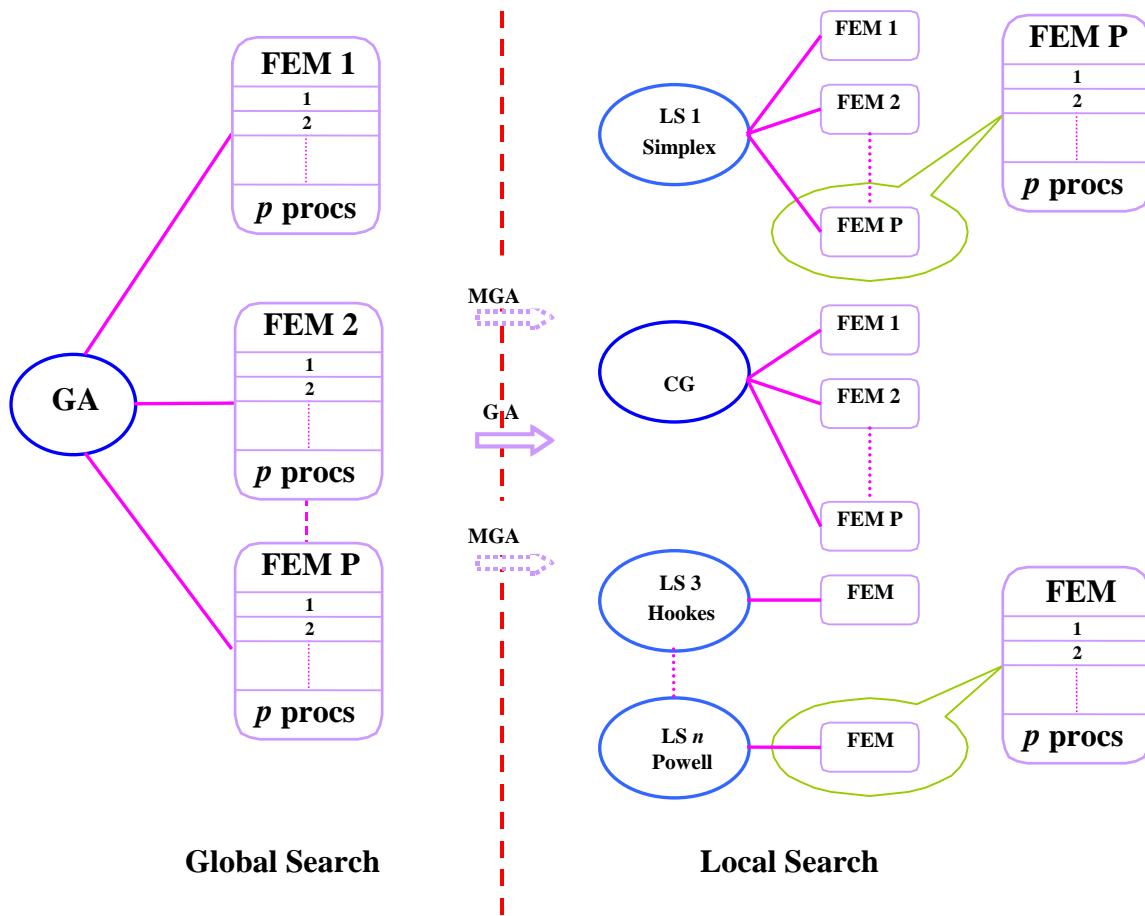 FEM 1
1
2
p procs
GA
FEM 2
1
2
p procs
FEM P
1
2
p procs
Global Search
MGA
G A
MGA
LS 1
Simplex
FEM 1
FEM 2
FEM P
FEM P
1
2
p procs
CG
FEM 1
FEM 2
FEM P
LS 3
Hookes
FEM
LS n
Powell
FEM
FEM
1
2
p procs
Local Search